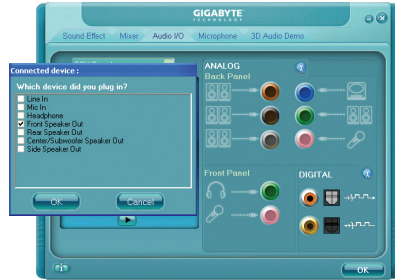 GIGABYTE
TECHNOLOGY
Sound Effect Mixer Audio I/O Microphone 3D Audio Demo
Connected device :
Which device did you plug in?
Line In
Mic In
Headphone
Front Speaker Out
Rear Speaker Out
Center/Subwoofer Speaker Out
Side Speaker Out
OK Cancel
ANALOG
Back Panel
Front Panel
DIGITAL
OK